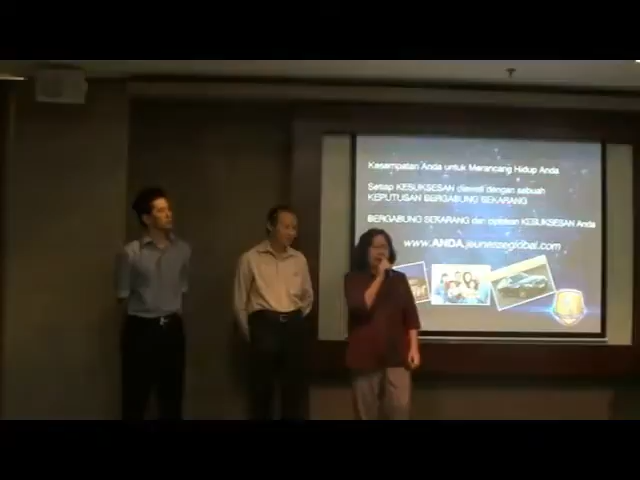 Kesempatan Anda untuk Merancang Hidup Anda
Setiap KESUKSESAN diawali dengan sebuah
KEPUTUSAN BERGABUNG SEKARANG
BERGABUNG SEKARANG dan ciptakan KESUKSESAN Anda
www.ANDA.jeunesseglobal.com